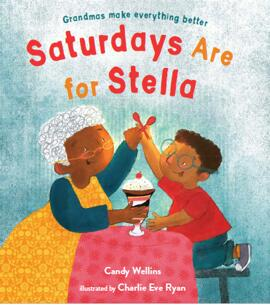 Grandmas make everything better
Saturdays Are
for Stella
Candy Wellins
illustrated by Charlie Eve Ryan